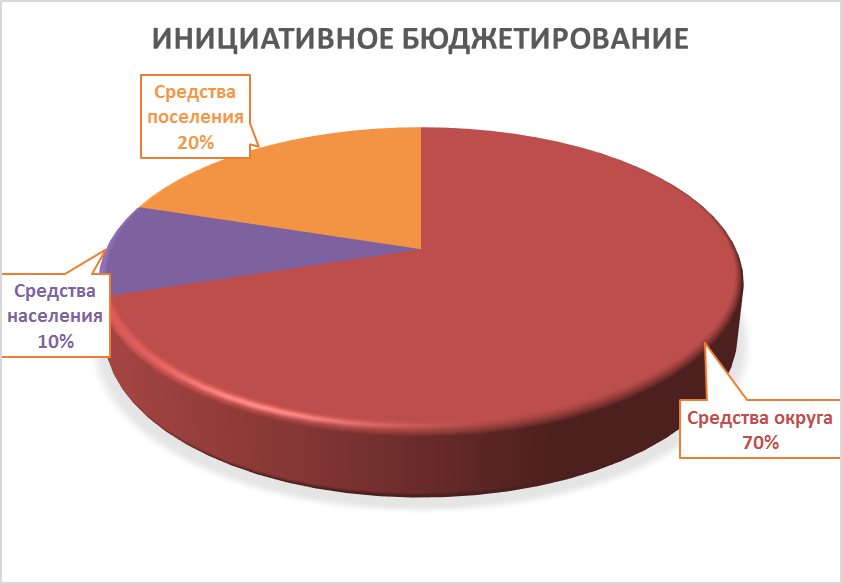 ИНИЦИАТИВНОЕ БЮДЖЕТИРОВАНИЕ
Средства
поселения
20%
Средства
населения
10%
Средства округа
70%